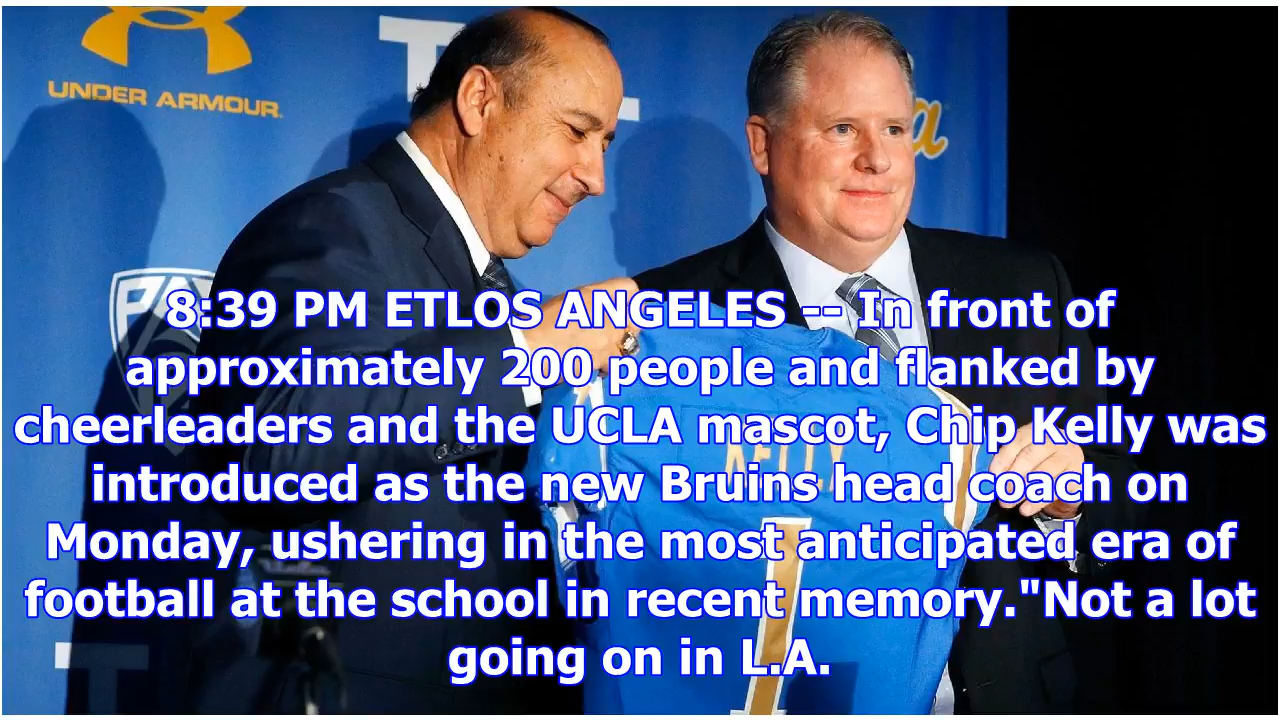 UNDER ARMOUR.
8:39 PM ETLOS ANGELES -- In front of
approximately 200 people and flanked by
cheerleaders and the UCLA mascot, Chip Kelly was
introduced as the new Bruins head coach on
Monday, ushering in the most anticipated era of
football at the school in recent memory."Not a lot
going on in L.A.
KELLY
1